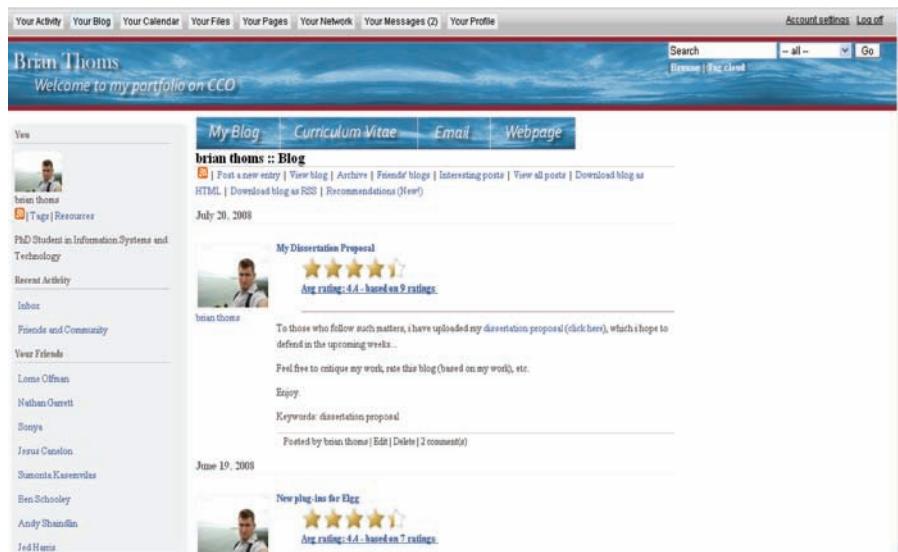 Your Activity Your Blog Your Calendar Your Files Your Pages Your Network Your Messages (2) Your Profile
Account settings Log off
Brian Thoms
Welcome to my portfolio on CCO
Search -- all -- Go
Browse | Tag cloud
You
brian thoms
| Tags | Resources
PhD Student in Information Systems and
Technology
Recent Activity
Inbox
Friends and Community
Your Friends
Lorne Olfman
Nathan Garrett
Sonya
Jesus Canelon
Ben Schooley
Andy Shaindlin
Jed Harris
My Blog Curriculum Vitae Email Webpage
brian thoms :: Blog
| Post a new entry | View blog | Archive | Friends' blogs | Interesting posts | View all posts | Download blog as
HTML | Download blog as RSS | Recommendations (New!)
July 20, 2008
My Dissertation Proposal
Avg rating: 4.4 - based on 9 ratings
brian thoms
To those who follow such matters, i have uploaded my dissertation proposal (click here), which i hope to
defend in the upcoming weeks...
Feel free to critique my work, rate this blog (based on my work), etc.
Enjoy.
Keywords: dissertation proposal
Posted by brian thoms | Edit | Delete | 2 comment(s)
June 19, 2008
New plug-ins for Elgg
Avg rating: 4.4 - based on 7 ratings